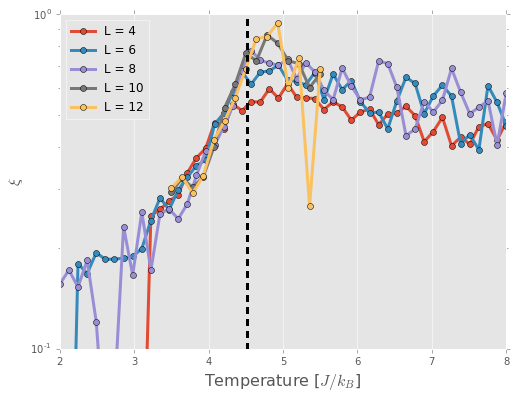 10^0
L = 4
L = 6
L = 8
L = 10
L = 12
ξ
10^-1
2 3 4 5 6 7 8
Temperature [J/k_B]